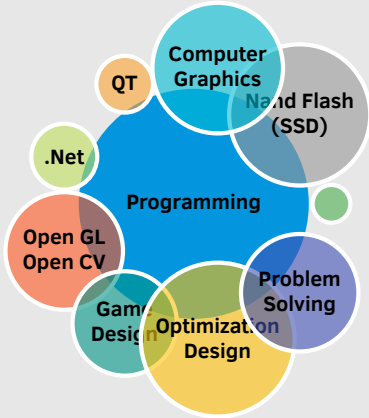 Computer
Graphics
QT
Nand Flash
(SSD)
.Net
Programming
Open GL
Open CV
Game
Design
Optimization
Design
Problem
Solving